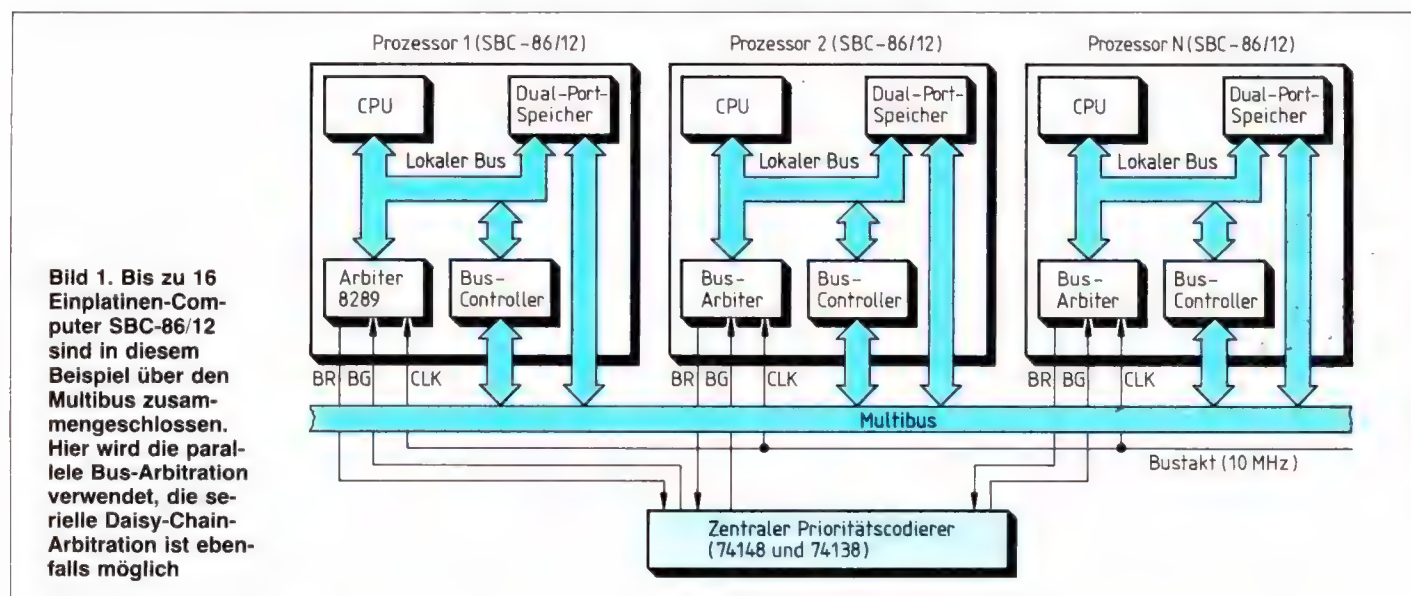 Prozessor 1 (SBC-86/12)
Prozessor 2 (SBC-86/12)
Prozessor N (SBC-86/12)
CPU
Dual-Port-
Speicher
Lokaler Bus
Arbiter
8289
Bus-
Controller
CPU
Dual-Port-
Speicher
Lokaler Bus
Bus-
Arbiter
Bus-
Controller
CPU
Dual-Port-
Speicher
Lokaler Bus
Bus-
Arbiter
Bus-
Controller
BR BG CLK
BR BG CLK
BR BG CLK
Multibus
Bustakt (10 MHz)
Zentraler Prioritätscodierer
(74148 und 74138)
Bild 1. Bis zu 16
Einplatinen-Com-
puter SBC-86/12
sind in diesem
Beispiel über den
Multibus zusam-
mengeschlossen.
Hier wird die paral-
lele Bus-Arbitration
verwendet, die se-
rielle Daisy-Chain-
Arbitration ist eben-
falls möglich